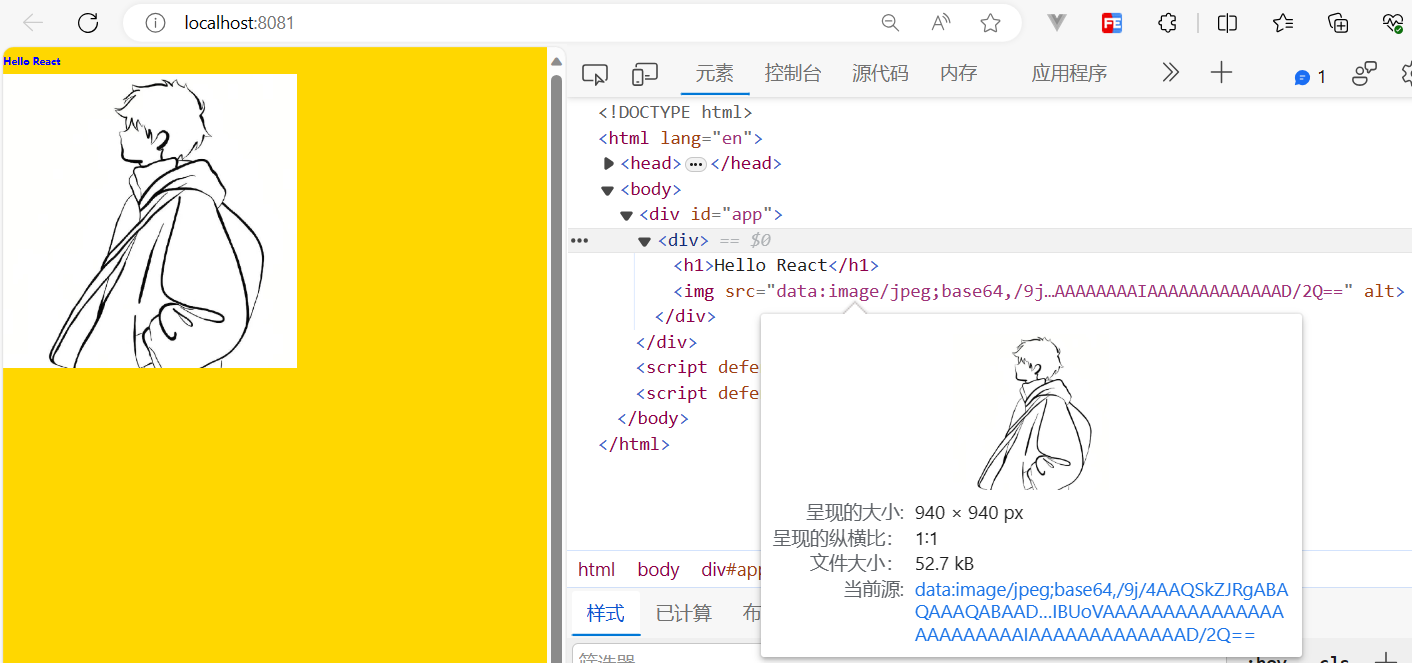 localhost:8081
Hello React
元素 控制台 源代码 内存 应用程序 1
<!DOCTYPE html>
<html lang="en">
<head> ••• </head>
<body>
<div id="app">
••• <div> == $0
<h1>Hello React</h1>
<img src="data:image/jpeg;base64,/9j…AAAAAAAAIAAAAAAAAAAAAAD/2Q==" alt>
</div>
</div>
<script defe
<script defe
</body>
</html>
呈现的大小: 940 × 940 px
呈现的纵横比: 1∶1
文件大小: 52.7 kB
当前源: data:image/jpeg;base64,/9j/4AAQSkZJRgABA
QAAAQABAAD…IBUoVAAAAAAAAAAAAAAA
AAAAAAAAAIAAAAAAAAAAAAAD/2Q==
html body div#app
样式 已计算 布
筛选器
:hov .cls